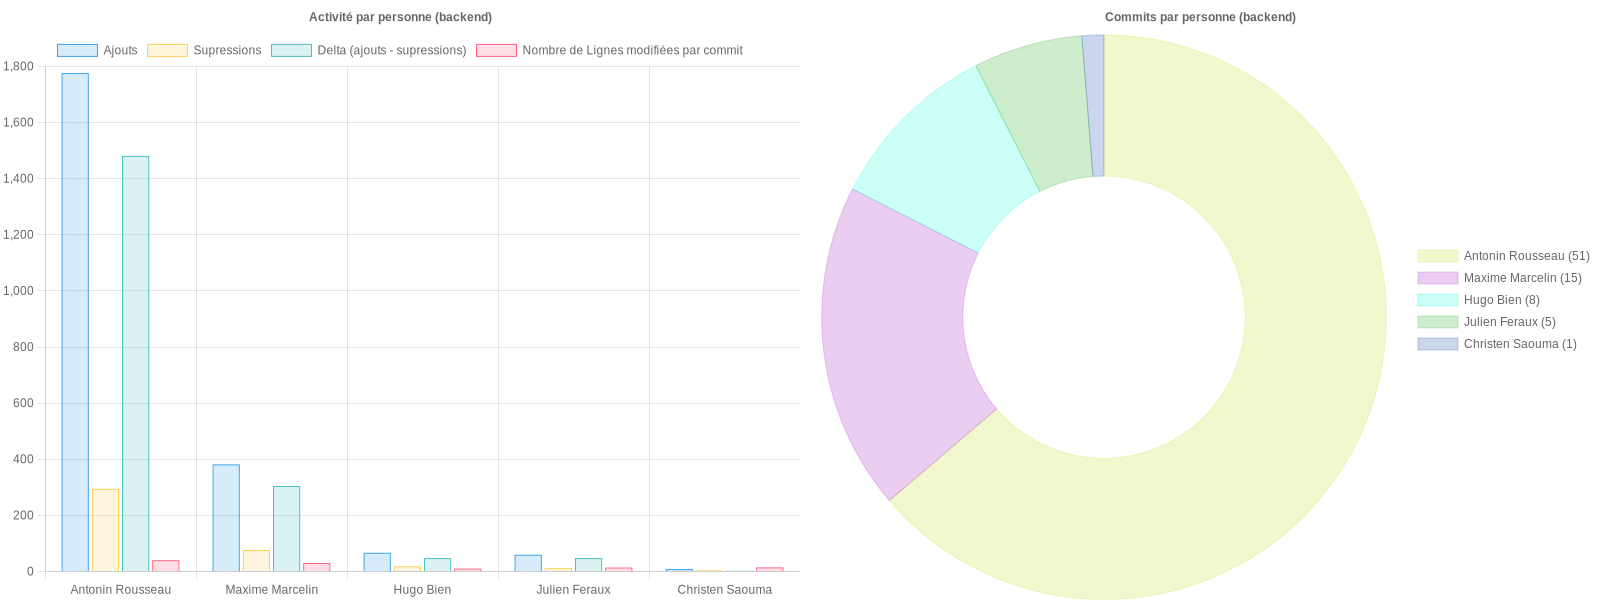 Activité par personne (backend)
Ajouts
Supressions
Delta (ajouts - supressions)
Nombre de Lignes modifiées par commit
1,800
1,600
1,400
1,200
1,000
800
600
400
200
0
Antonin Rousseau
Maxime Marcelin
Hugo Bien
Julien Feraux
Christen Saouma
Commits par personne (backend)
Antonin Rousseau (51)
Maxime Marcelin (15)
Hugo Bien (8)
Julien Feraux (5)
Christen Saouma (1)